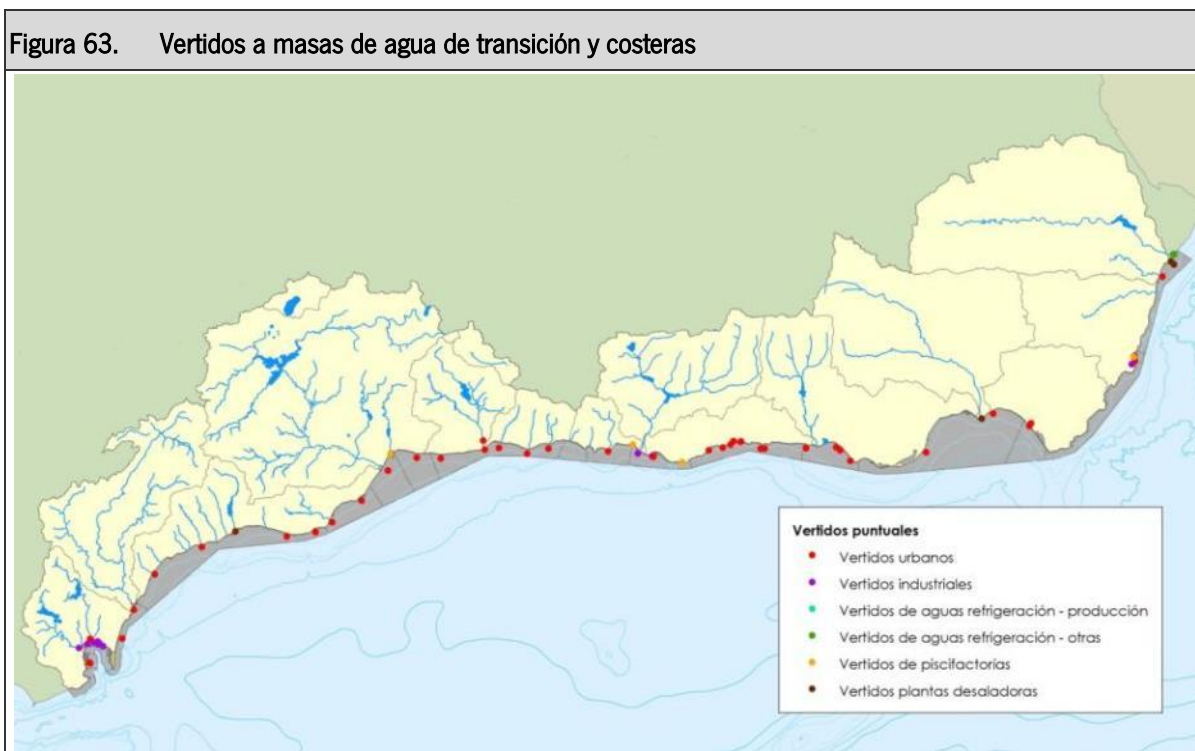 Figura 63. Vertidos a masas de agua de transición y costeras
Vertidos puntuales
Vertidos urbanos
Vertidos industriales
Vertidos de aguas refrigeración - producción
Vertidos de aguas refrigeración - otras
Vertidos de piscifactorías
Vertidos plantas desaladoras